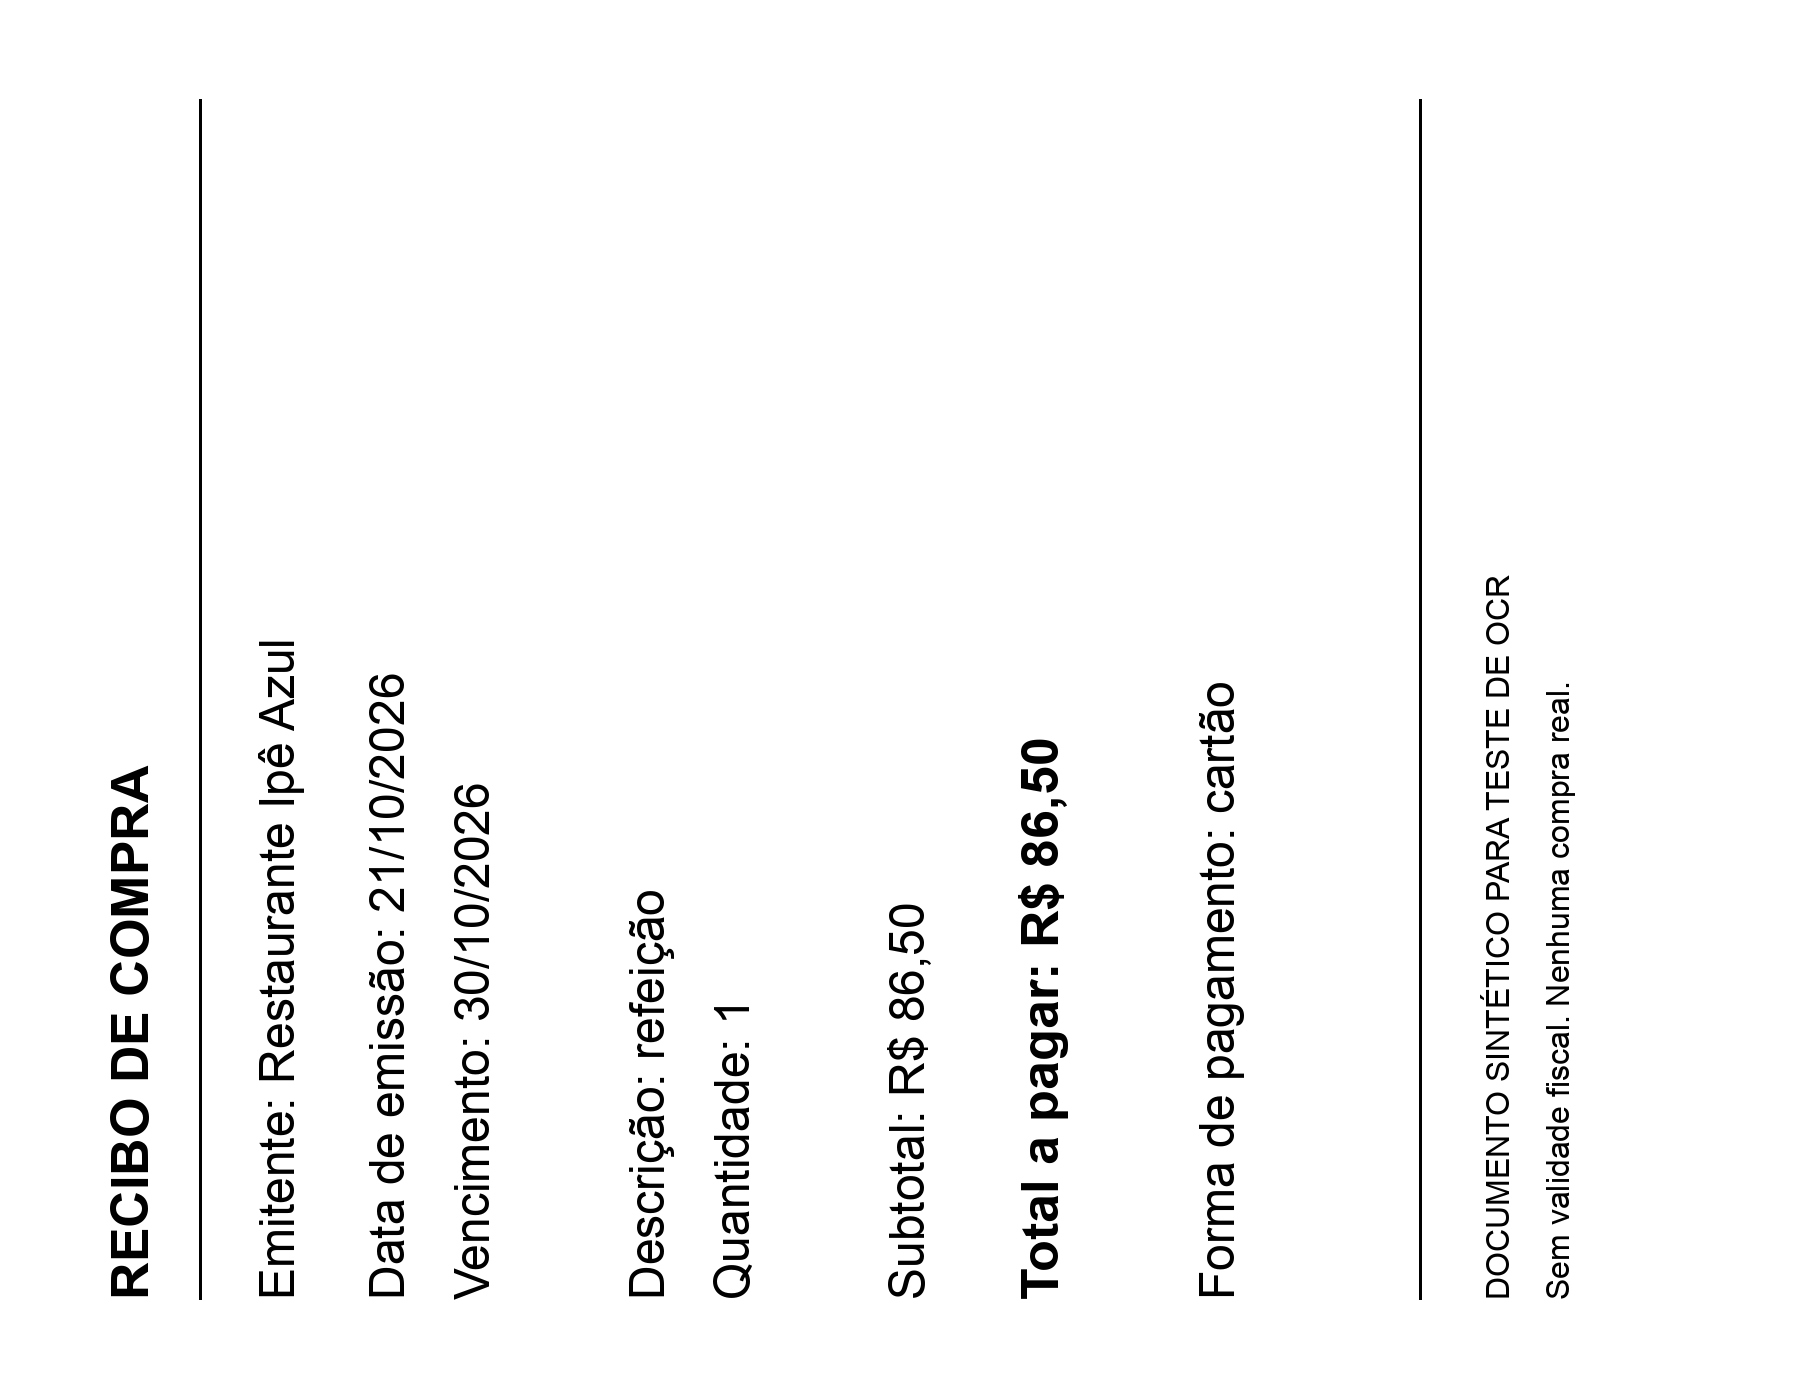 RECIBO DE COMPRA
Emitente: Restaurante Ipê Azul
Data de emissão: 21/10/2026
Vencimento: 30/10/2026
Descrição: refeição
Quantidade: 1
Subtotal: R$ 86,50
Total a pagar: R$ 86,50
Forma de pagamento: cartão
DOCUMENTO SINTÉTICO PARA TESTE DE OCR
Sem validade fiscal. Nenhuma compra real.